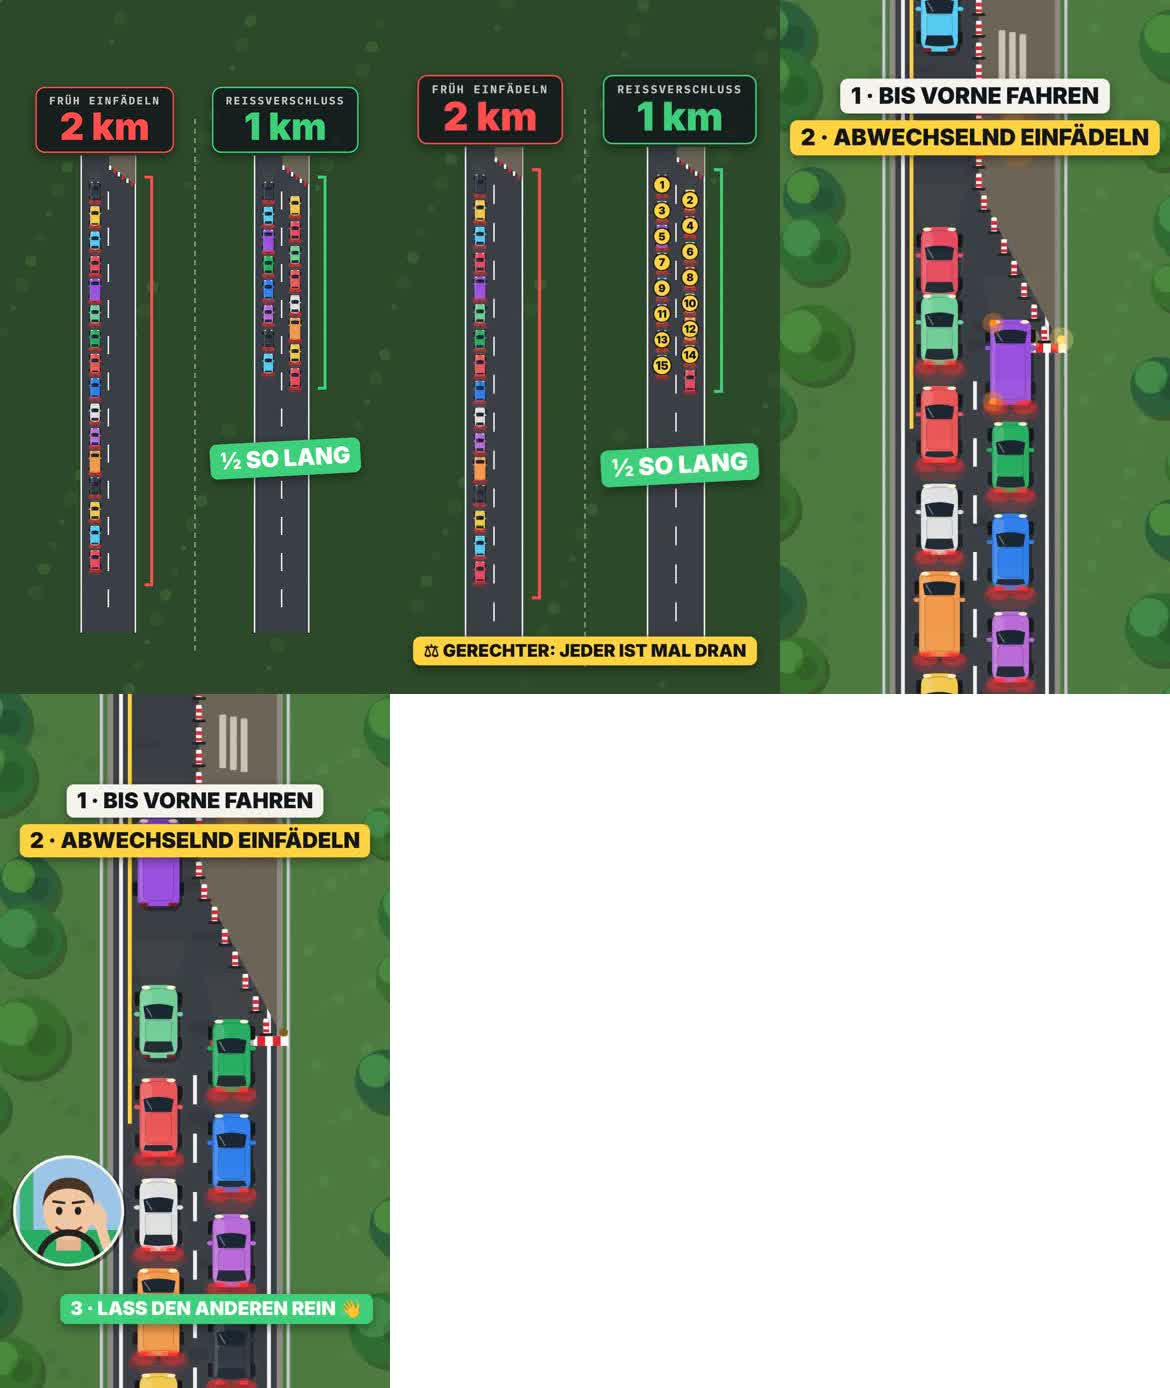 FRÜH EINFÄDELN
2 km
REISSVERSCHLUSS
1 km
½ SO LANG
FRÜH EINFÄDELN
2 km
REISSVERSCHLUSS
1 km
1
2
3
4
5
6
7
8
9
10
11
12
13
14
15
½ SO LANG
⚖ GERECHTER: JEDER IST MAL DRAN
1 · BIS VORNE FAHREN
2 · ABWECHSELND EINFÄDELN
1 · BIS VORNE FAHREN
2 · ABWECHSELND EINFÄDELN
3 · LASS DEN ANDEREN REIN 👋